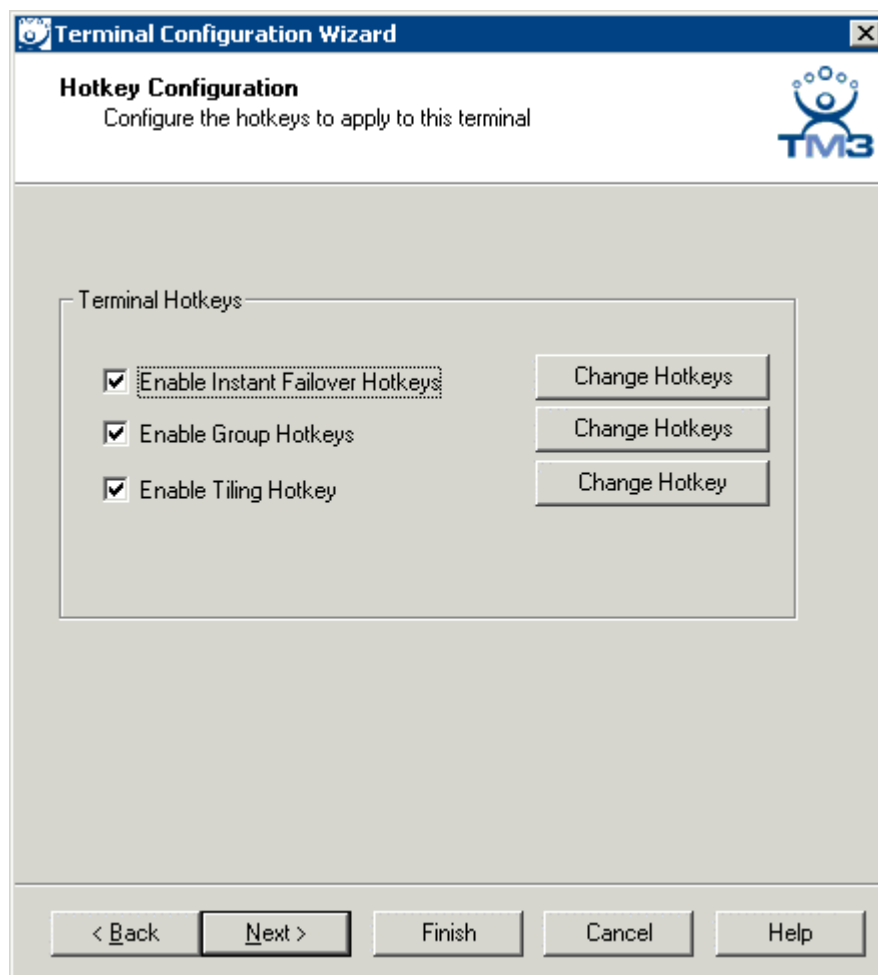 Terminal Configuration Wizard
Hotkey Configuration
Configure the hotkeys to apply to this terminal
TM3
Terminal Hotkeys
Enable Instant Failover Hotkeys Change Hotkeys
Enable Group Hotkeys Change Hotkeys
Enable Tiling Hotkey Change Hotkey
< Back Next > Finish Cancel Help